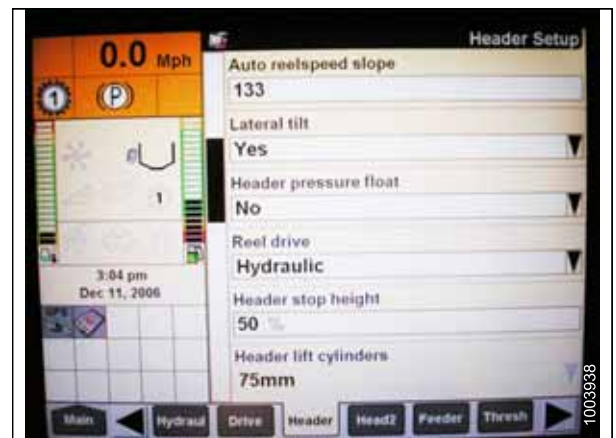 0.0 Mph
Header Setup
1
(P)
Auto reelspeed slope
133
Lateral tilt
Yes
1
Header pressure float
No
Reel drive
Hydraulic
3:04 pm
Dec 11, 2006
Header stop height
50 %
Header lift cylinders
75mm
Main
Hydraul
Drive
Header
Head2
Feeder
Thresh
1003938